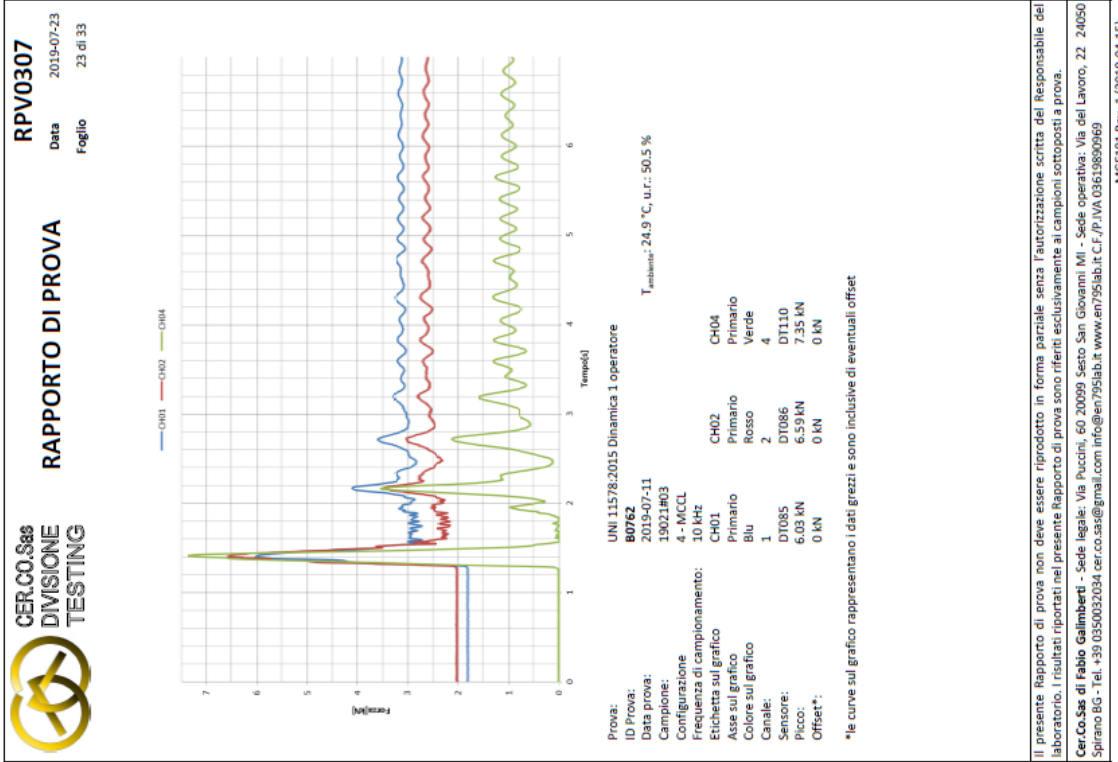 CER.CO.Sas
DIVISIONE
TESTING
RAPPORTO DI PROVA
RPV0307
Data 2019-07-23
Foglio 23 di 33
CH01 CH02 CH04
Forza[kN]
7
6
5
4
3
2
1
0
0 1 2 3 4 5 6
Tempo[s]
Prova: UNI 11578:2015 Dinamica 1 operatore
ID Prova: B0762
Data prova: 2019-07-11 Tambiente: 24.9 °C, u.r.: 50.5 %
Campione: 19021#03
Configurazione 4 - MCCL
Frequenza di campionamento: 10 kHz
Etichetta sul grafico CH01 CH02 CH04
Asse sul grafico Primario Primario Primario
Colore sul grafico Blu Rosso Verde
Canale: 1 2 4
Sensore: DT085 DT086 DT110
Picco: 6.03 kN 6.59 kN 7.35 kN
Offset*: 0 kN 0 kN 0 kN
*le curve sul grafico rappresentano i dati grezzi e sono inclusive di eventuali offset
Il presente Rapporto di prova non deve essere riprodotto in forma parziale senza l'autorizzazione scritta del Responsabile del
laboratorio. I risultati riportati nel presente Rapporto di prova sono riferiti esclusivamente ai campioni sottoposti a prova.
Cer.Co.Sas di Fabio Galimberti - Sede legale: Via Puccini, 60 20099 Sesto San Giovanni MI - Sede operativa: Via del Lavoro, 22 24050
Spirano BG - Tel. +39 0350032034 cer.co.sas@gmail.com info@en795lab.it www.en795lab.it C.F./P.IVA 03619890969